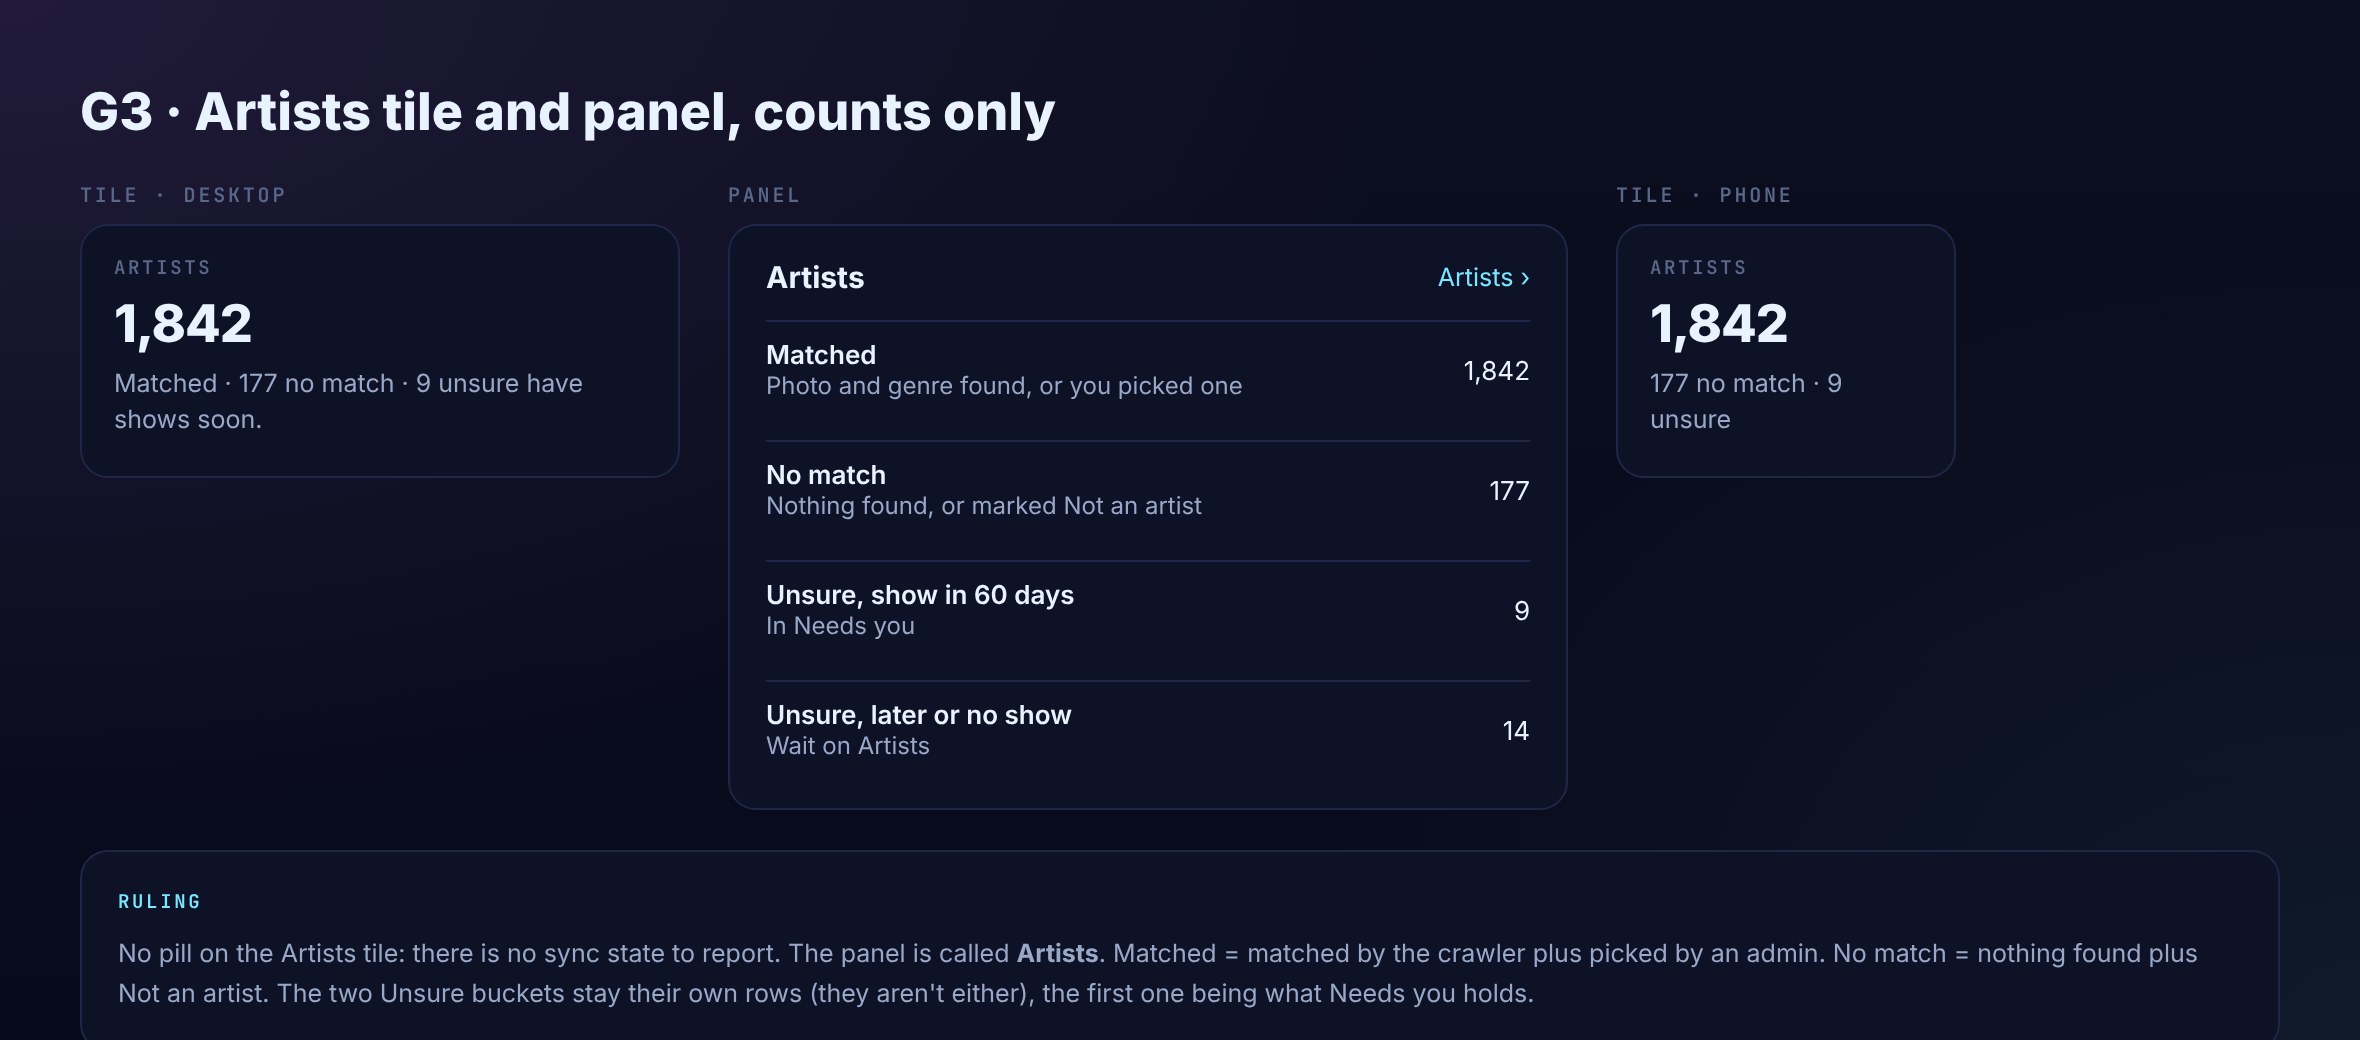 G3 · Artists tile and panel, counts only
TILE · DESKTOP
ARTISTS
1,842
Matched · 177 no match · 9 unsure have
shows soon.
PANEL
Artists
Artists ›
Matched
Photo and genre found, or you picked one
1,842
No match
Nothing found, or marked Not an artist
177
Unsure, show in 60 days
In Needs you
9
Unsure, later or no show
Wait on Artists
14
TILE · PHONE
ARTISTS
1,842
177 no match · 9
unsure
RULING
No pill on the Artists tile: there is no sync state to report. The panel is called Artists. Matched = matched by the crawler plus picked by an admin. No match = nothing found plus
Not an artist. The two Unsure buckets stay their own rows (they aren't either), the first one being what Needs you holds.